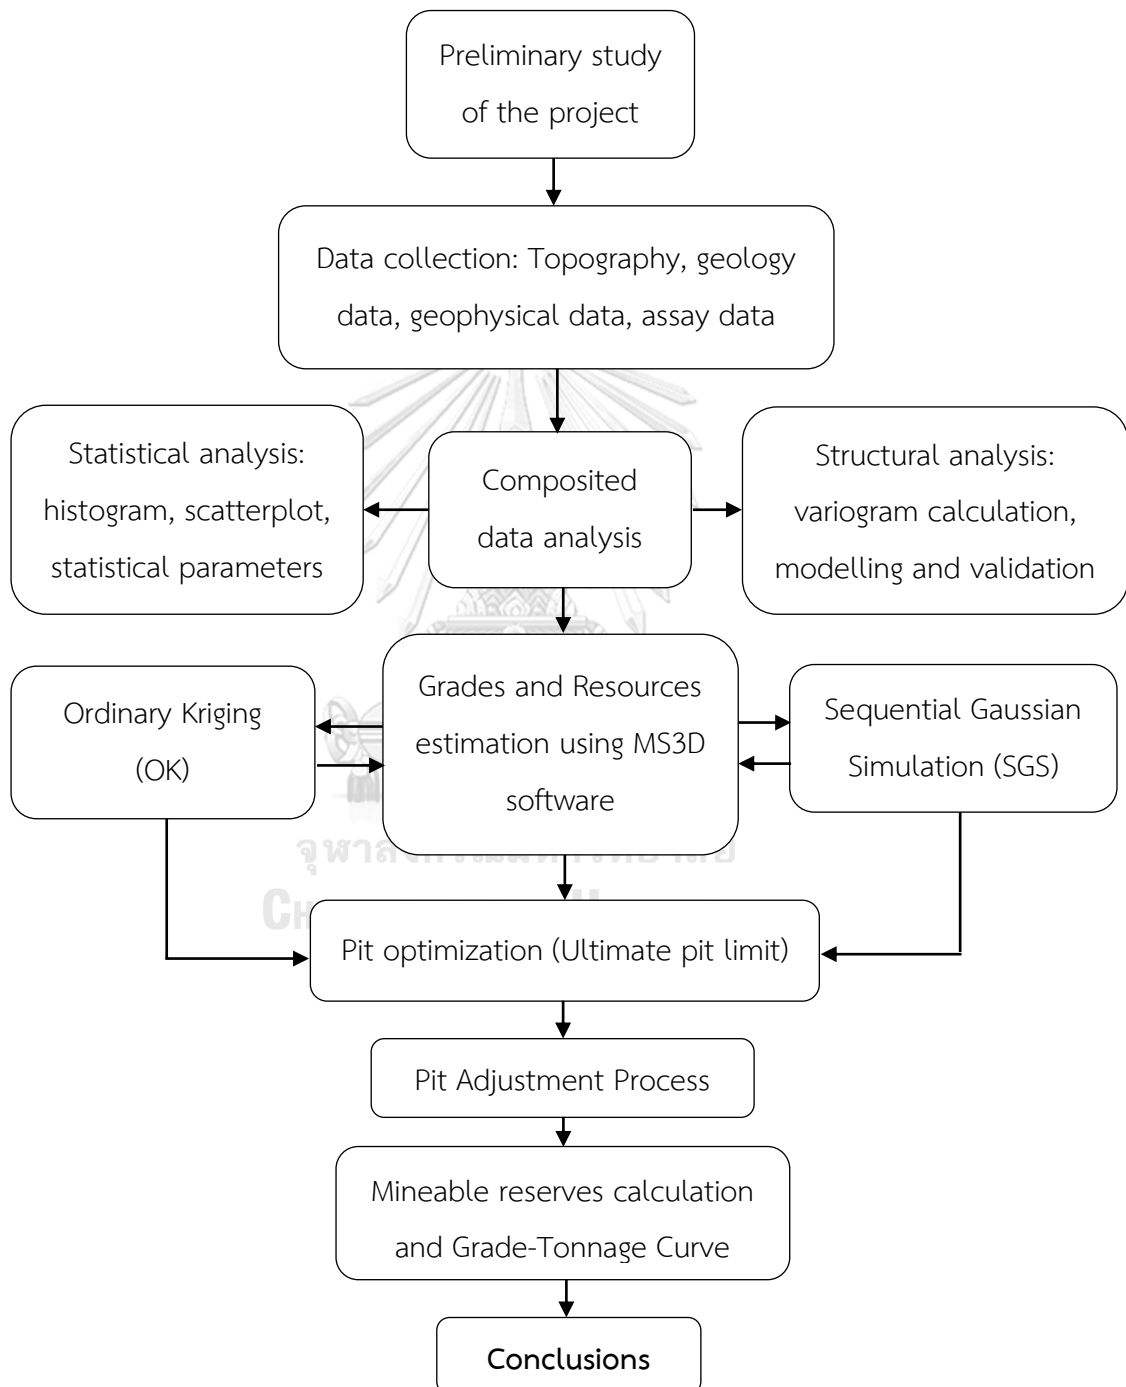 Preliminary study
of the project
Data collection: Topography, geology
data, geophysical data, assay data
Statistical analysis:
histogram, scatterplot,
statistical parameters
Composited
data analysis
Structural analysis:
variogram calculation,
modelling and validation
Ordinary Kriging
(OK)
Grades and Resources
estimation using MS3D
software
Sequential Gaussian
Simulation (SGS)
Pit optimization (Ultimate pit limit)
Pit Adjustment Process
Mineable reserves calculation
and Grade-Tonnage Curve
Conclusions